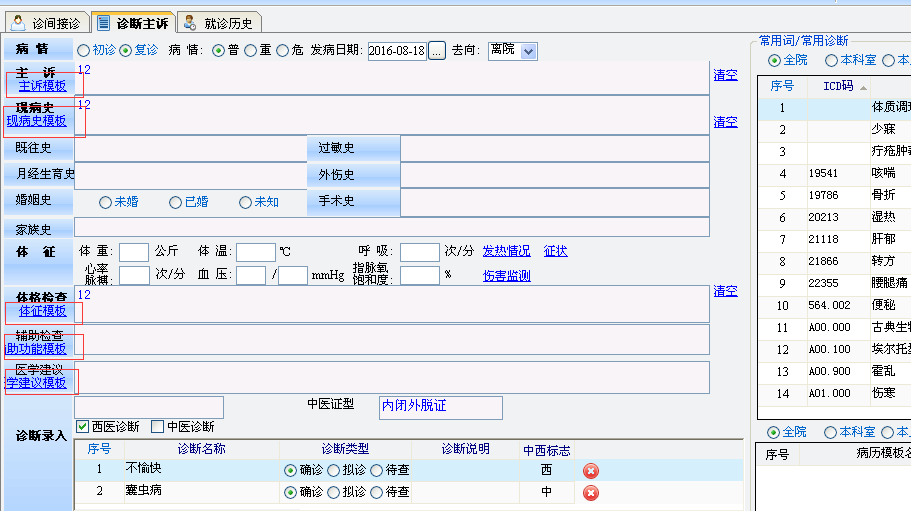 诊间接诊 诊断主诉 就诊历史
病 情 初诊 复诊 病 情: 普 重 危 发病日期: 2016-08-18 ... 去向: 离院
主 诉 12 清空
主诉模板
现病史 12
现病史模板 清空
既往史 过敏史
月经生育史 外伤史
婚姻史 未婚 已婚 未知 手术史
家族史
体 征 体 重: 公斤 体 温: ℃ 呼 吸: 次/分 发热情况 征状
心率 脉搏: 次/分 血 压: / mmHg 指脉氧 饱和度: % 伤害监测
体格检查 12 清空
体征模板
辅助检查
助功能模板
医学建议
学建议模板
中医证型 内闭外脱证
西医诊断 中医诊断
诊断录入
序号 诊断名称 诊断类型 诊断说明 中西标志
1 不愉快 确诊 拟诊 待查 西
2 囊虫病 确诊 拟诊 待查 中
常用词/常用诊断
全院 本科室 本
序号 ICD码
1 体质调
2 少寐
3 疔疮肿
4 19541 咳喘
5 19786 骨折
6 20213 湿热
7 21118 肝郁
8 21866 转方
9 22355 腰腿痛
10 564.002 便秘
11 A00.000 古典生
12 A00.100 埃尔托
13 A00.900 霍乱
14 A01.000 伤寒
全院 本科室 本
序号 病历模板名